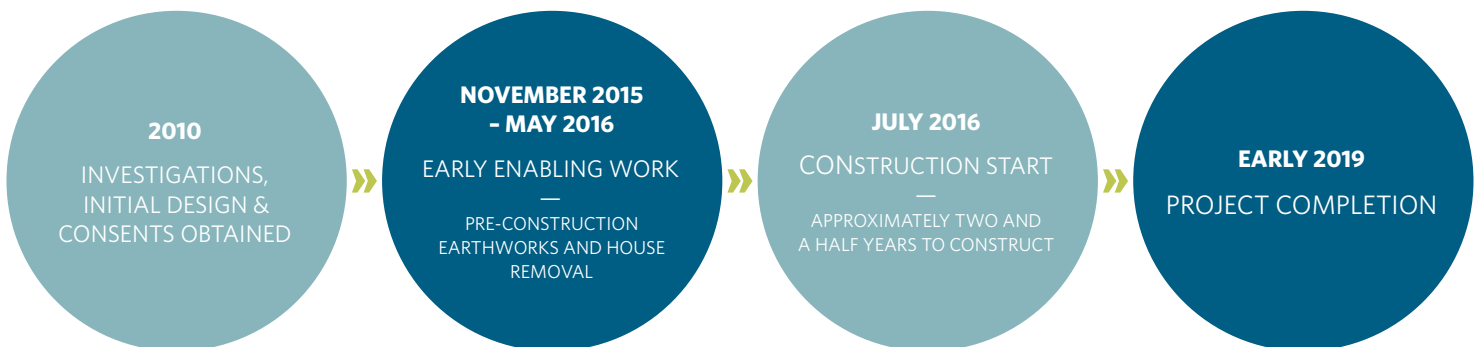 2010
INVESTIGATIONS,
INITIAL DESIGN &
CONSENTS OBTAINED
NOVEMBER 2015
– MAY 2016
EARLY ENABLING WORK
—
PRE-CONSTRUCTION
EARTHWORKS AND HOUSE
REMOVAL
JULY 2016
CONSTRUCTION START
—
APPROXIMATELY TWO AND
A HALF YEARS TO CONSTRUCT
EARLY 2019
PROJECT COMPLETION